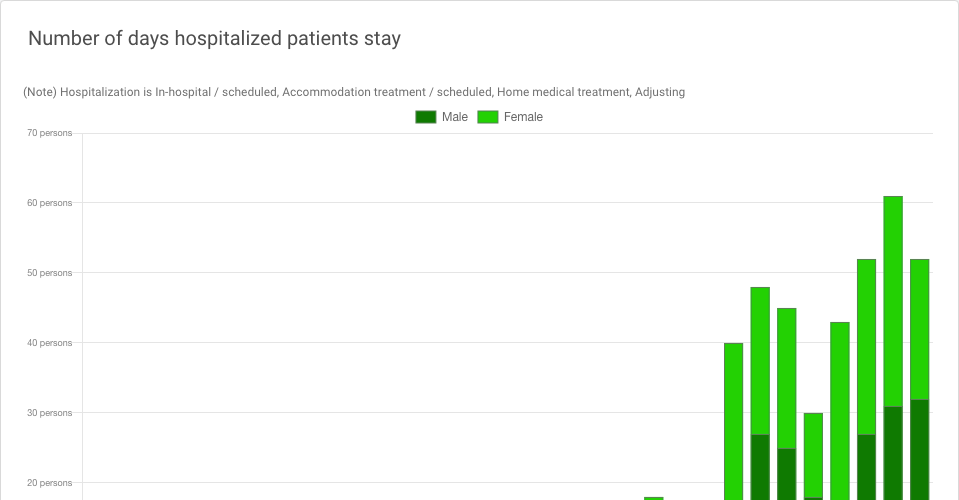 Number of days hospitalized patients stay
(Note) Hospitalization is In-hospital / scheduled, Accommodation treatment / scheduled, Home medical treatment, Adjusting
Male Female
70 persons
60 persons
50 persons
40 persons
30 persons
20 persons